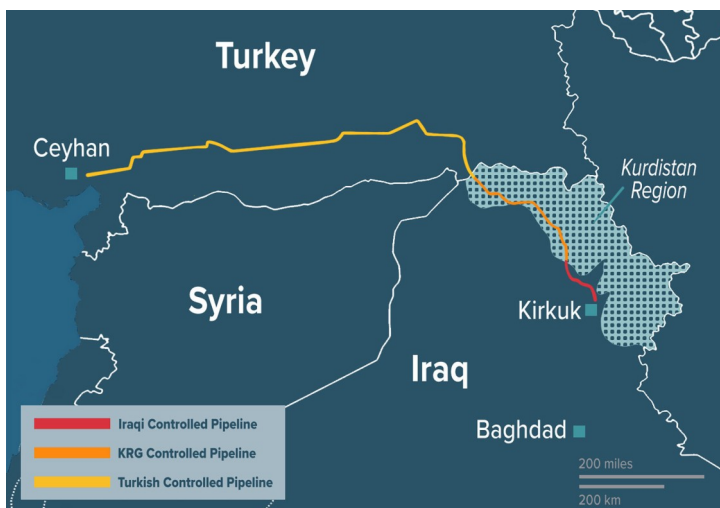 Turkey
Ceyhan
Kurdistan
Region
Syria
Kirkuk
Iraq
Baghdad
Iraqi Controlled Pipeline
KRG Controlled Pipeline
Turkish Controlled Pipeline
200 miles
200 km